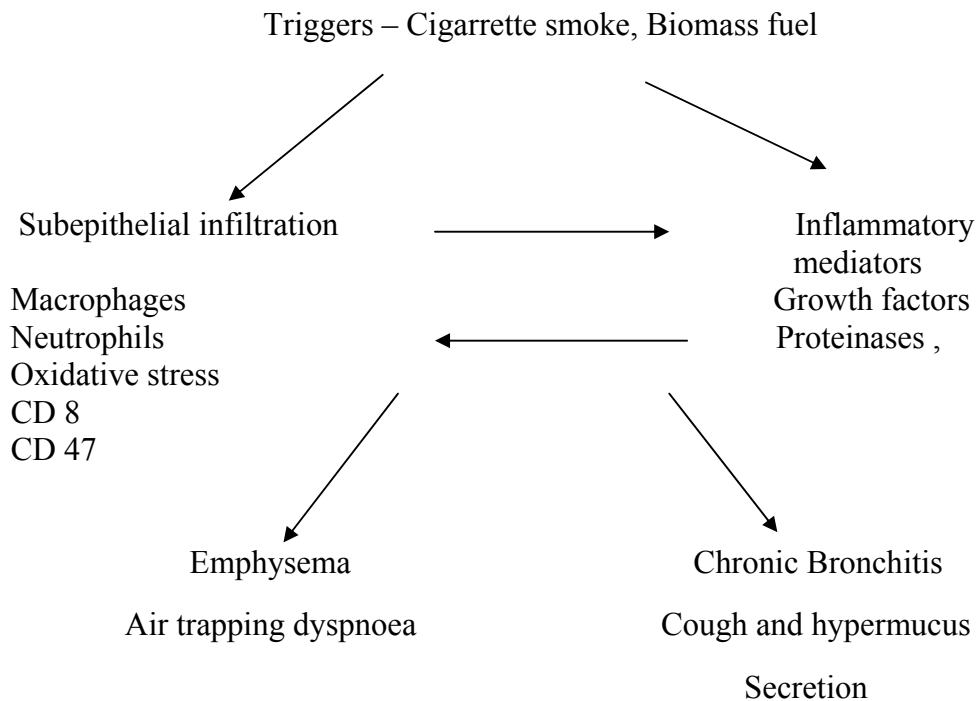 Triggers – Cigarrette smoke, Biomass fuel
Subepithelial infiltration
Macrophages
Neutrophils
Oxidative stress
CD 8
CD 47
Inflammatory
mediators
Growth factors
Proteinases ,
Emphysema
Air trapping dyspnoea
Chronic Bronchitis
Cough and hypermucus
Secretion